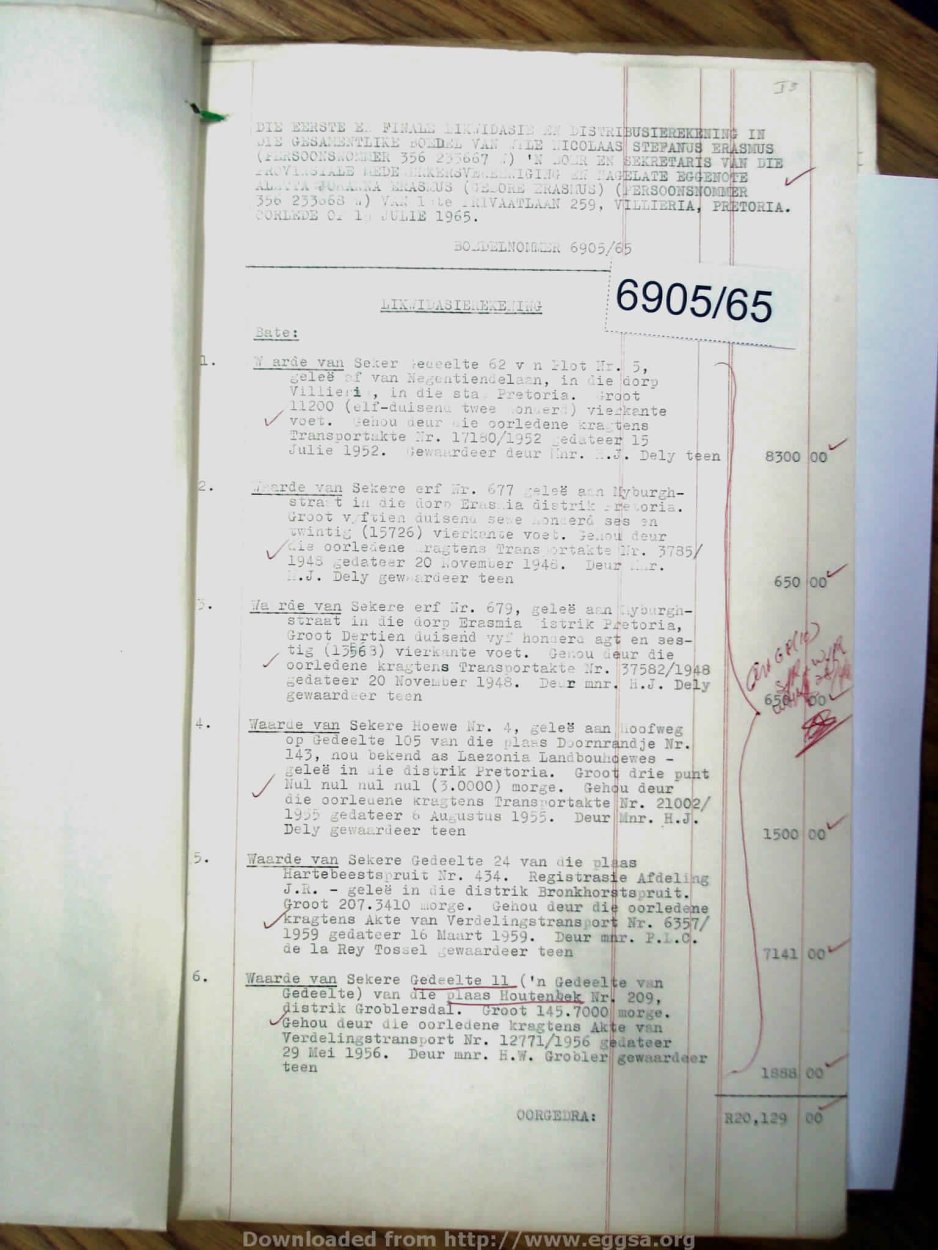 DIE EERSTE EN FINALE LIKWIDASIE EN DISTRIBUSIEREKENING IN
DIE GESAMENTLIKE BOEDEL VAN WYLE NICOLAAS STEFANUS ERASMUS
(PERSOONSNOMMER 356 233667 W) 'N BOER EN SEKRETARIS VAN DIE
PROVINSIALE MEDE EN NAGELATE EGGENOTE
ALETTA JOHANNA ERASMUS (GEBORE ERASMUS) (PERSOONSNOMMER
356 233668 W) VAN 1 te PRIVAATLAAN 259, VILLIERIA, PRETORIA.
OORLEDE OP JULIE 1965.
BOEDELNOMMER 6905/65
6905/65
LIKWIDASIEREKENING
Bate:
1. Waarde van Seker Gedeelte 62 van Plot Nr. 5,
geleë of van Negentiendelaan, in die dorp
Villieria, in die stad Pretoria. Groot
11200 (elf-duisend twee honderd) vierkante
voet. Gehou deur die oorledene kragtens
Transportakte Nr. 17180/1952 gedateer 15
Julie 1952. Gewaardeer deur Mnr. H.J. Dely teen 8300 00
2. Waarde van Sekere erf Nr. 677 geleë aan Myburgh-
straat in die dorp Erasmia distrik Pretoria.
Groot vyftien duisend sewe honderd ses en
twintig (15726) vierkante voet. Gehou deur
die oorledene kragtens Transportakte Nr. 3785/
1948 gedateer 20 November 1948. Deur Mnr.
H.J. Dely gewaardeer teen 650 00
3. Waarde van Sekere erf Nr. 679, geleë aan Myburgh-
straat in die dorp Erasmia distrik Pretoria,
Groot Dertien duisend vyf honderd agt en ses-
tig (13568) vierkante voet. Gehou deur die
oorledene kragtens Transportakte Nr. 37582/1948
gedateer 20 November 1948. Deur mnr. H.J. Dely
gewaardeer teen 650 00
4. Waarde van Sekere Hoewe Nr. 4, geleë aan Hoofweg
op Gedeelte 105 van die plaas Doornrandje Nr.
143, nou bekend as Laezonia Landbouhoewes -
geleë in die distrik Pretoria. Groot drie punt
Nul nul nul nul (3.0000) morge. Gehou deur
die oorledene kragtens Transportakte Nr. 21002/
1955 gedateer 6 Augustus 1955. Deur Mnr. H.J.
Dely gewaardeer teen 1500 00
5. Waarde van Sekere Gedeelte 24 van die plaas
Hartebeestspruit Nr. 434. Registrasie Afdeling
J.R. - geleë in die distrik Bronkhorstspruit.
Groot 207.3410 morge. Gehou deur die oorledene
kragtens Akte van Verdelingstransport Nr. 6357/
1959 gedateer 16 Maart 1959. Deur mnr. P.L.C.
de la Rey Tossel gewaardeer teen 7141 00
6. Waarde van Sekere Gedeelte 11 ('n Gedeelte van
Gedeelte) van die plaas Houtenbek Nr. 209,
distrik Groblersdal. Groot 145.7000 morge.
Gehou deur die oorledene kragtens Akte van
Verdelingstransport Nr. 12771/1956 gedateer
29 Mei 1956. Deur mnr. H.W. Grobler gewaardeer
teen 1888 00
OORGEDRA: R20,129 00
Downloaded from http://www.eggsa.org